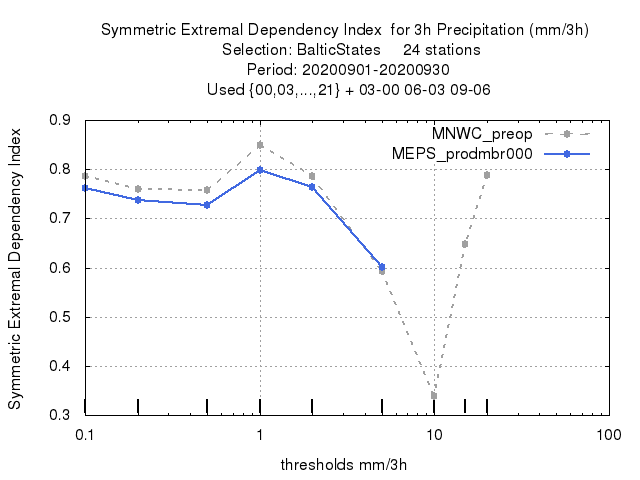 Symmetric Extremal Dependency Index  for 3h Precipitation (mm/3h)
Selection: BalticStates     24 stations
Period: 20200901-20200930
Used {00,03,...,21} + 03-00 06-03 09-06
Symmetric Extremal Dependency Index
0.9
0.8
0.7
0.6
0.5
0.4
0.3
MNWC_preop
MEPS_prodmbr000
0.1
1
10
100
thresholds mm/3h